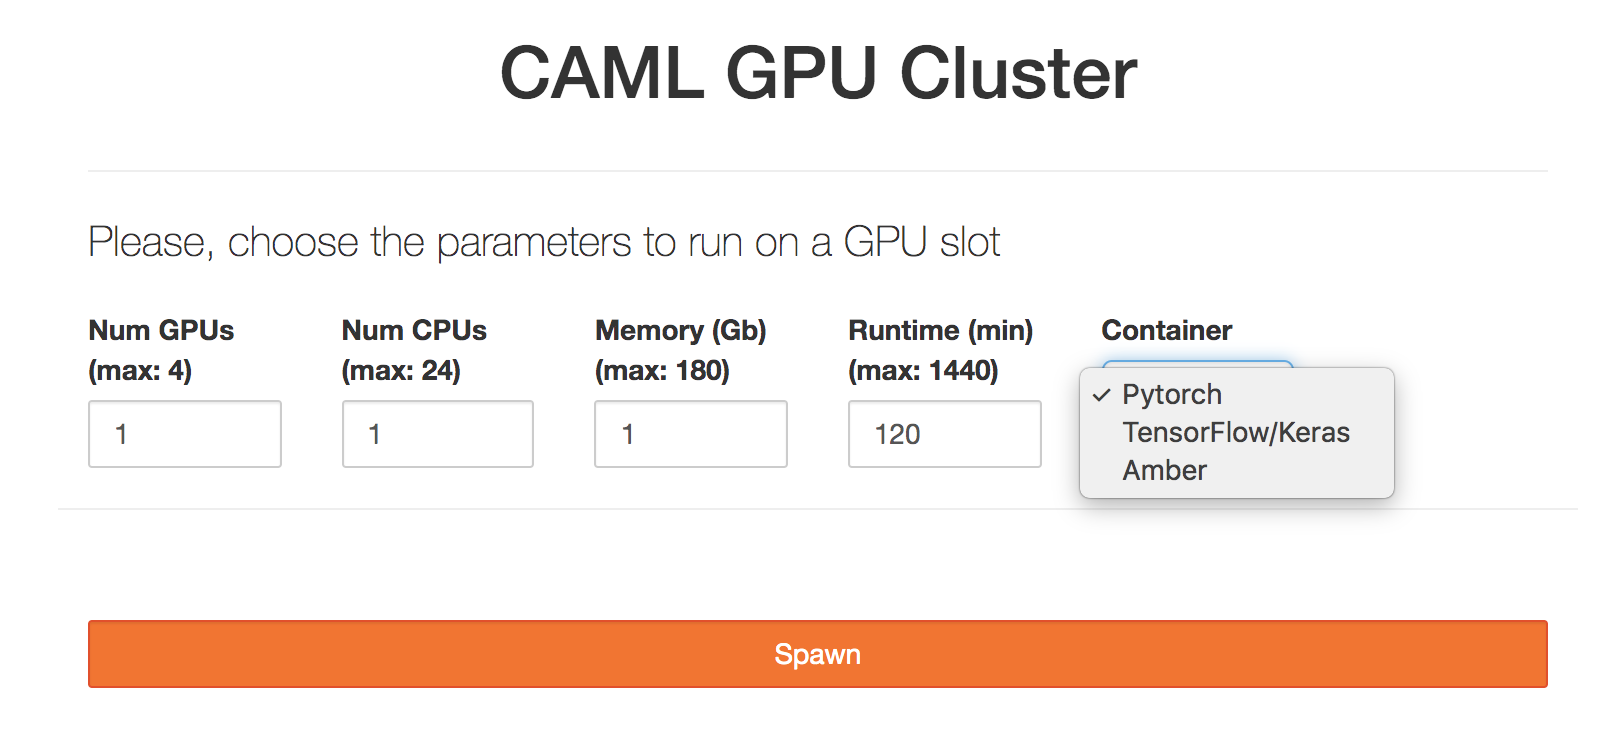 CAML GPU Cluster
Please, choose the parameters to run on a GPU slot
Num GPUs
(max: 4)
1
Num CPUs
(max: 24)
1
Memory (Gb)
(max: 180)
1
Runtime (min)
(max: 1440)
120
Container
✓ Pytorch
TensorFlow/Keras
Amber
Spawn